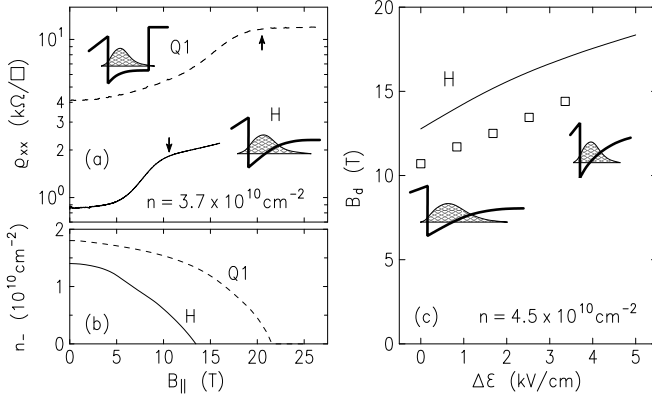 Q1
H
(a)
n = 3.7 x 10¹⁰cm⁻²
ϱxx (kΩ/□)
10¹
4
3
2
10⁰
Q1
H
(b)
n₋ (10¹⁰cm⁻²)
2
1
0
0 5 10 15 20 25
B|| (T)
H
(c)
n = 4.5 x 10¹⁰cm⁻²
B_d (T)
20
15
10
5
0
0 1 2 3 4 5
Δℰ (kV/cm)